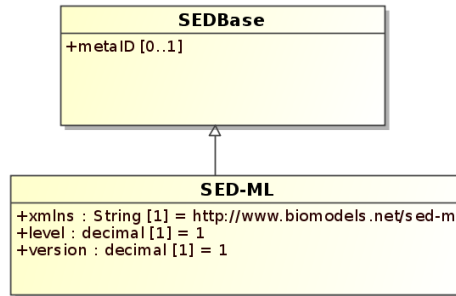 SEDBase
+metaID [0..1]
SED-ML
+xmlns : String [1] = http://www.biomodels.net/sed-m
+level : decimal [1] = 1
+version : decimal [1] = 1